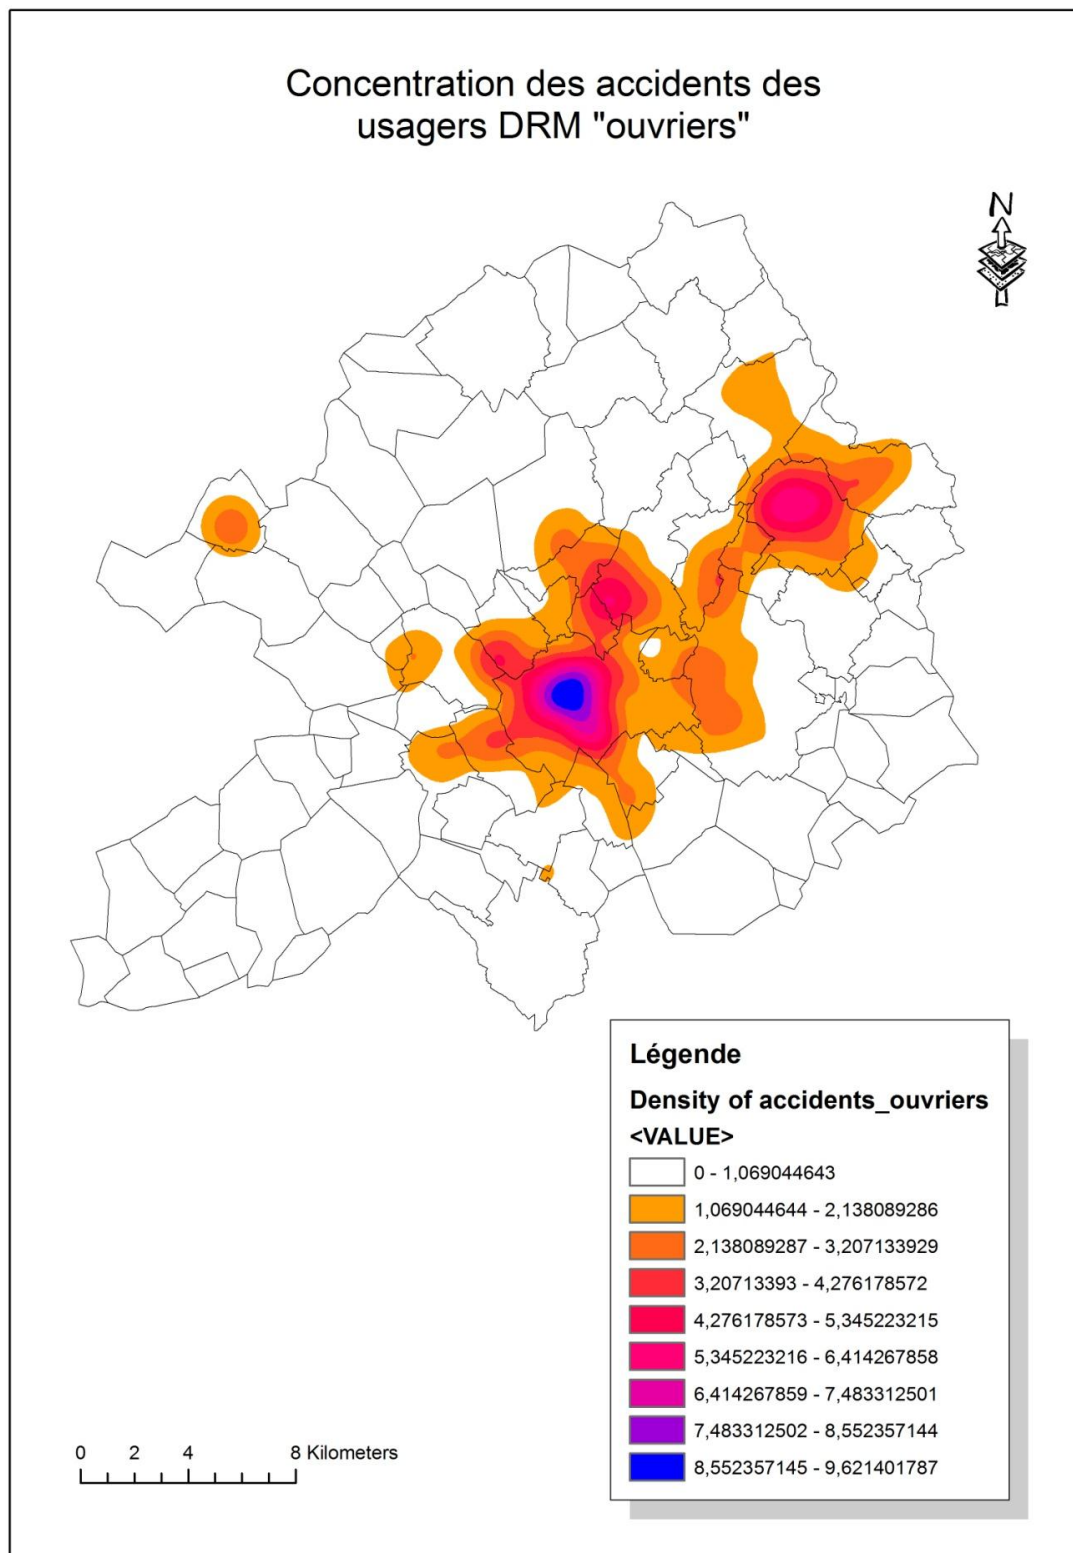 Concentration des accidents des
usagers DRM "ouvriers"
N
Légende
Density of accidents_ouvriers
<VALUE>
0 - 1,069044643
1,069044644 - 2,138089286
2,138089287 - 3,207133929
3,20713393 - 4,276178572
4,276178573 - 5,345223215
5,345223216 - 6,414267858
6,414267859 - 7,483312501
7,483312502 - 8,552357144
8,552357145 - 9,621401787
0 2 4 8 Kilometers